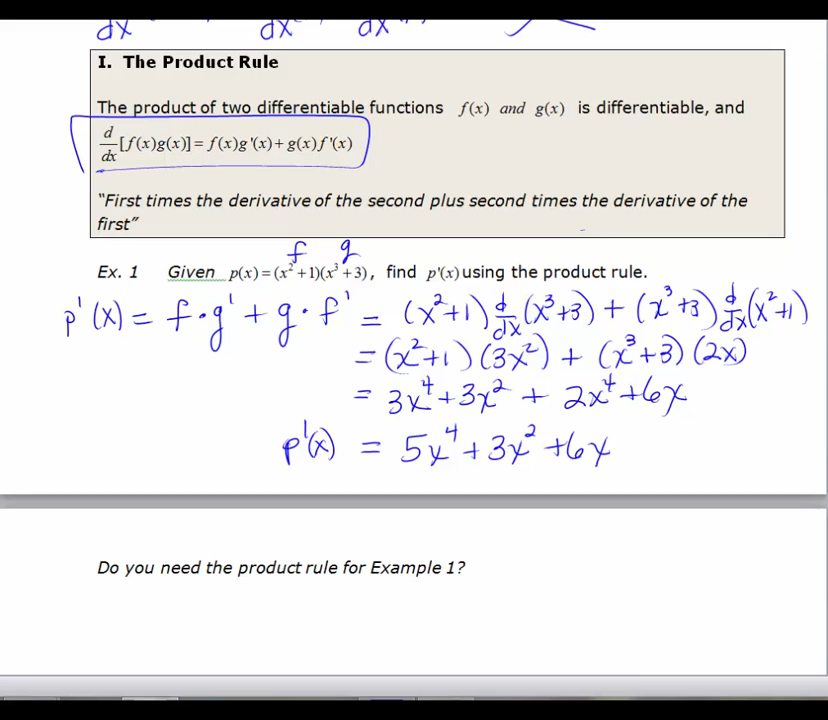 dx dx dx
I. The Product Rule
The product of two differentiable functions f(x) and g(x) is differentiable, and
d/dx [f(x)g(x)] = f(x)g'(x) + g(x)f'(x)
“First times the derivative of the second plus second times the derivative of the
first”
f g
Ex. 1 Given p(x) = (x²+1)(x³+3), find p'(x) using the product rule.
p'(x) = f·g' + g·f' = (x²+1) d/dx (x³+3) + (x³+3) d/dx (x²+1)
= (x²+1)(3x²) + (x³+3)(2x)
= 3x⁴+3x² + 2x⁴+6x
p'(x) = 5x⁴+3x²+6x
Do you need the product rule for Example 1?